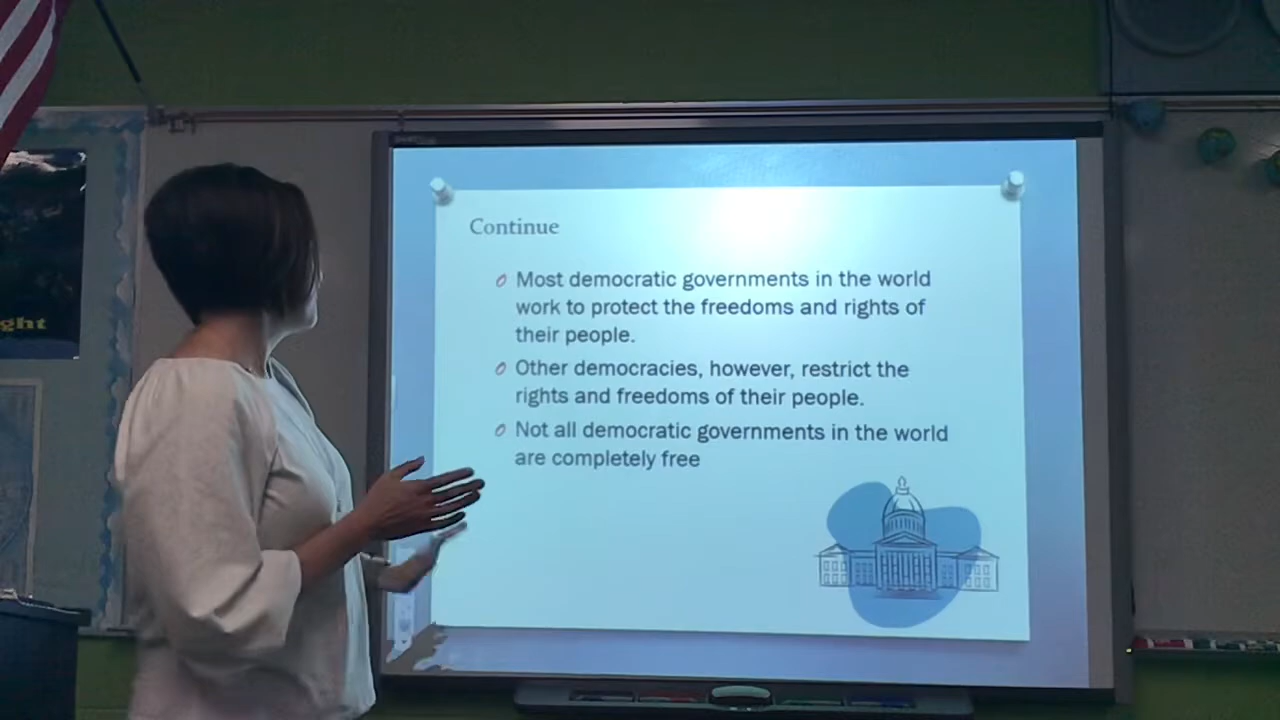 ght
Continue
Most democratic governments in the world
work to protect the freedoms and rights of
their people.
Other democracies, however, restrict the
rights and freedoms of their people.
Not all democratic governments in the world
are completely free